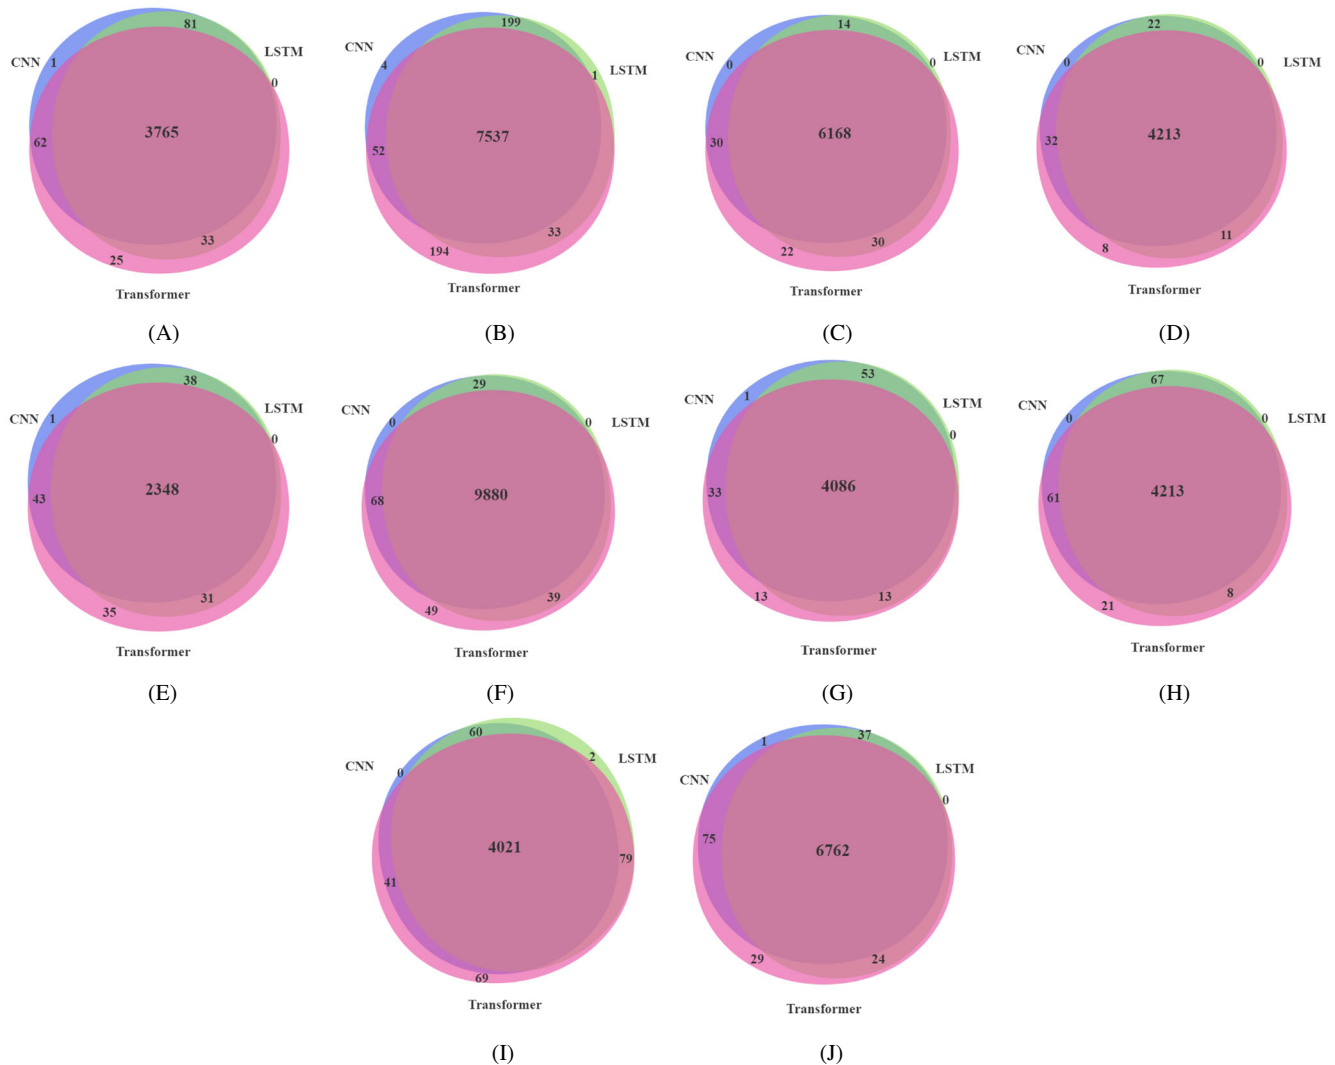 81
CNN 1
LSTM
0
3765
62
33
25
Transformer
(A)
199
CNN
4
LSTM
1
7537
52
33
194
Transformer
(B)
14
CNN
0
0
LSTM
6168
30
30
22
Transformer
(C)
22
CNN
0
0
LSTM
4213
32
11
8
Transformer
(D)
38
CNN 1
LSTM
0
2348
43
31
35
Transformer
(E)
29
CNN
0
0
LSTM
9880
68
39
49
Transformer
(F)
53
1
CNN
LSTM
0
4086
33
13
13
Transformer
(G)
67
CNN
0
0
LSTM
4213
61
8
21
Transformer
(H)
60
2
LSTM
CNN
0
4021
79
41
69
Transformer
(I)
37
1
LSTM
CNN
0
75
6762
29
24
Transformer
(J)